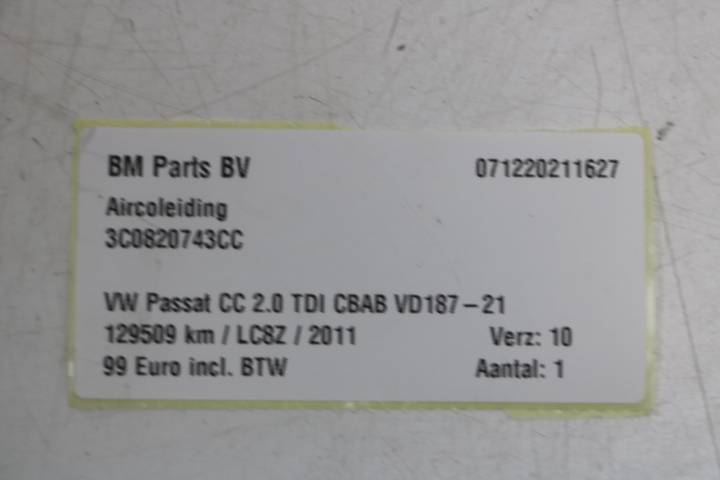 BM Parts BV 071220211627
Aircoleiding
3C0820743CC
VW Passat CC 2.0 TDI CBAB VD187-21
129509 km / LC8Z / 2011 Verz: 10
99 Euro incl. BTW Aantal: 1